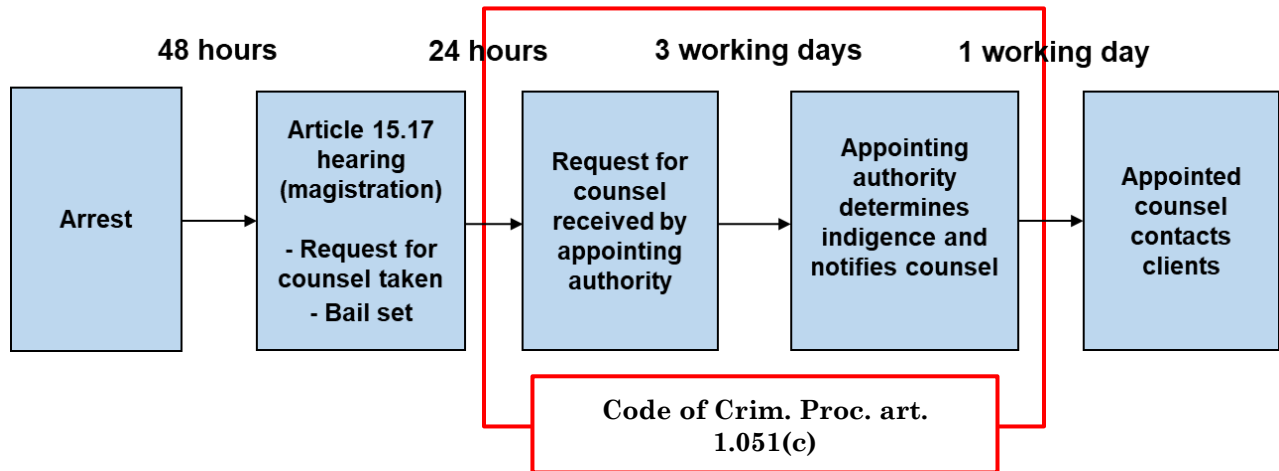 48 hours
24 hours
3 working days
1 working day
Arrest
Article 15.17
hearing
(magistration)
- Request for
counsel taken
- Bail set
Request for
counsel
received by
appointing
authority
Appointing
authority
determines
indigence and
notifies counsel
Appointed
counsel
contacts
clients
Code of Crim. Proc. art.
1.051(c)